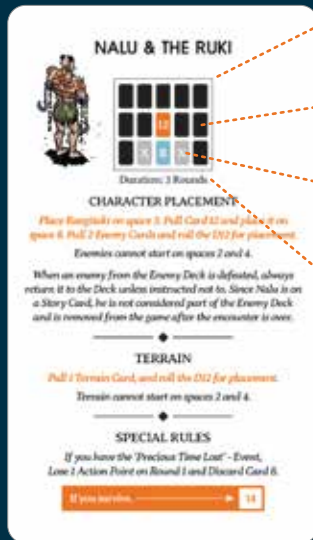 NALU & THE RUKI
12
X R X
Duration: 3 Rounds
CHARACTER PLACEMENT
Place Rangitaki on space 3. Pull Card 12 and place it on
space 8. Pull 2 Enemy Cards and roll the D12 for placement.
Enemies cannot start on spaces 2 and 4.
When an enemy from the Enemy Deck is defeated, always
return it to the Deck unless instructed not to. Since Nalu is on
a Story Card, he is not considered part of the Enemy Deck
and is removed from the game after the encounter is over.
TERRAIN
Pull 1 Terrain Card, and roll the D12 for placement.
Terrain cannot start on spaces 2 and 4.
SPECIAL RULES
If you have the 'Precious Time Lost' - Event,
Lose 1 Action Point on Round 1 and Discard Card 6.
If you survive, 14